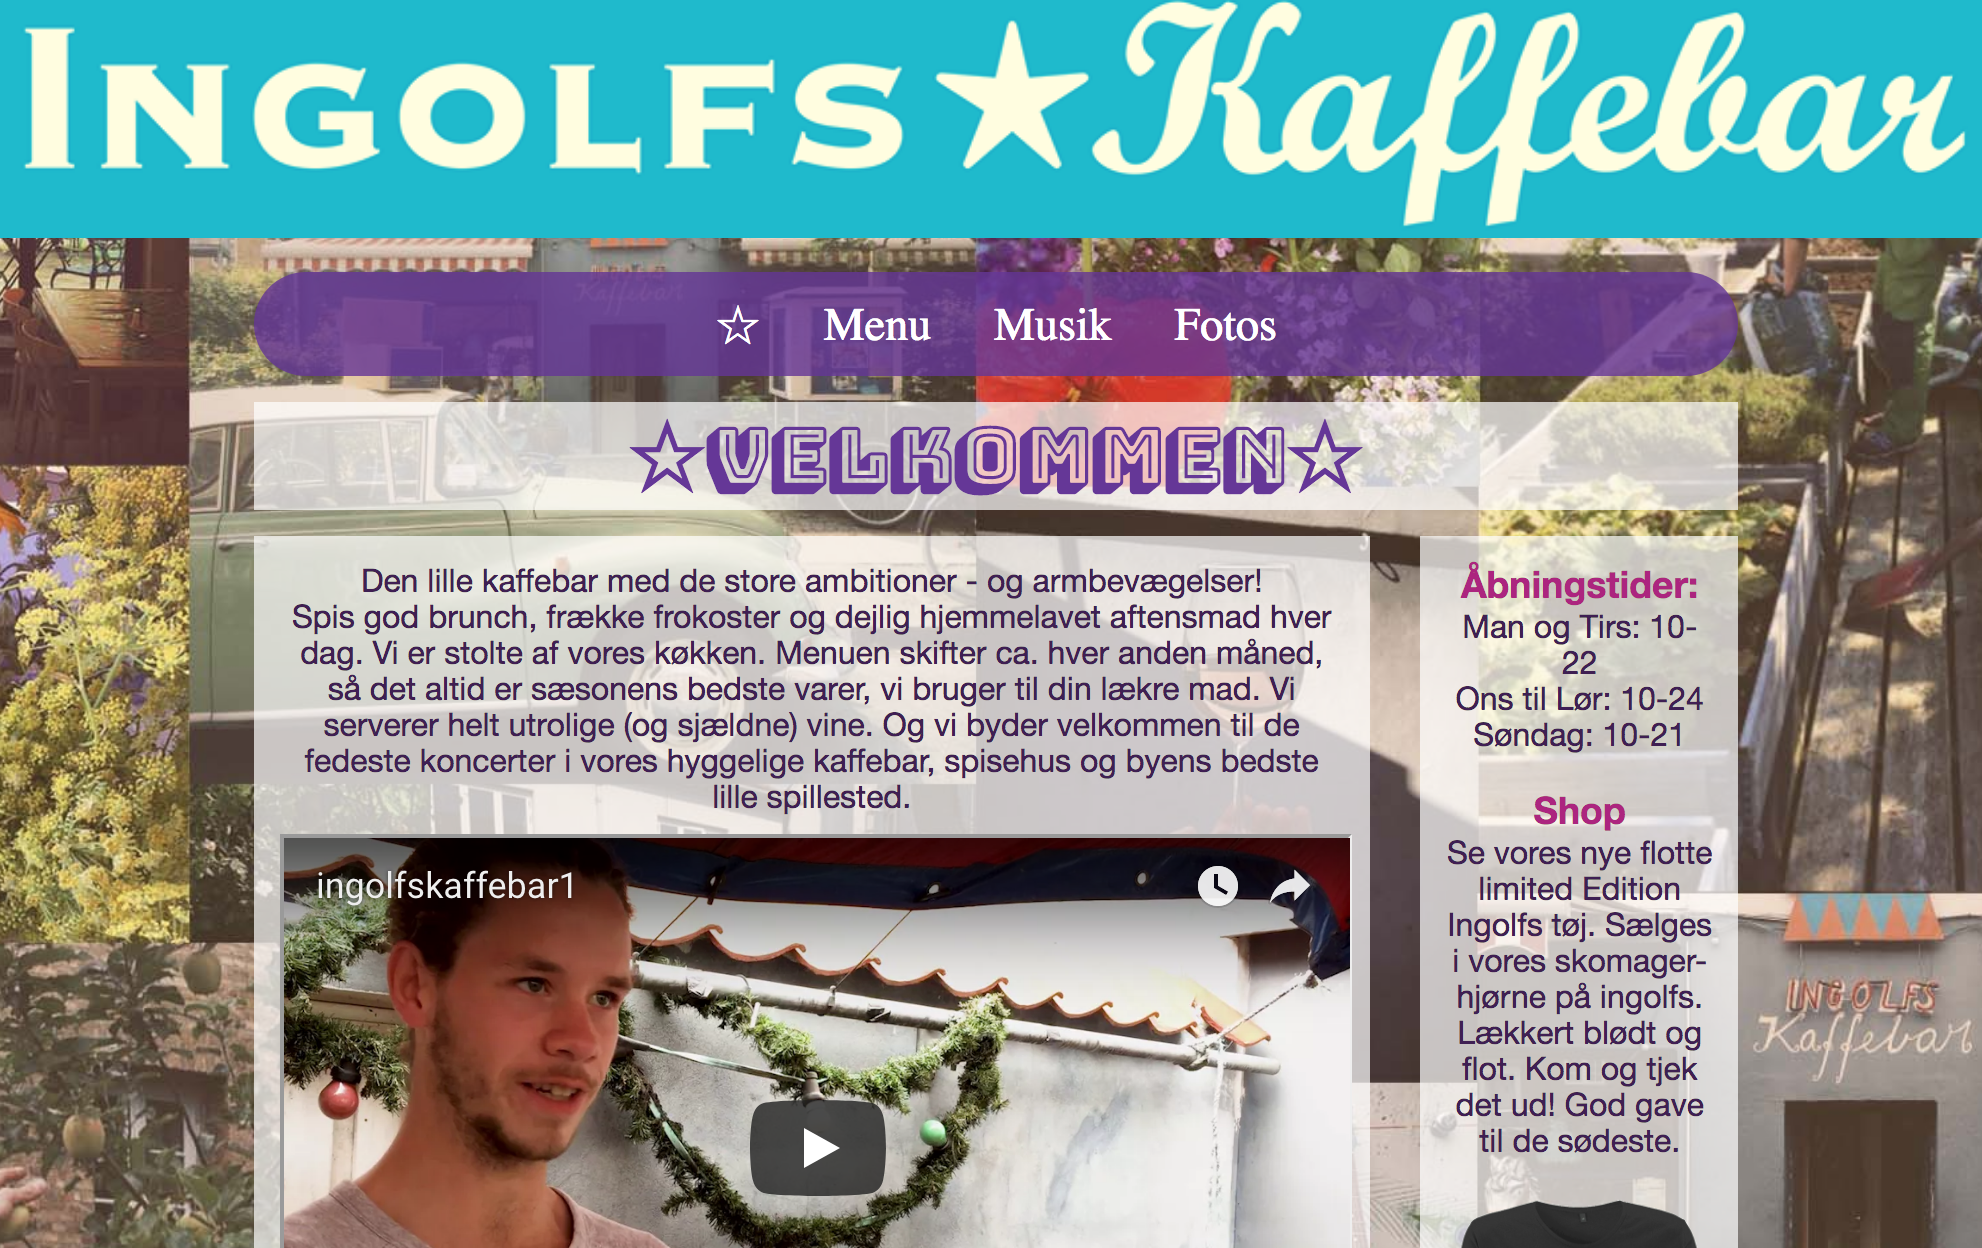 INGOLFS★Kaffebar
☆ Menu Musik Fotos
☆VELKOMMEN☆
Den lille kaffebar med de store ambitioner - og armbevægelser!
Spis god brunch, frække frokoster og dejlig hjemmelavet aftensmad hver
dag. Vi er stolte af vores køkken. Menuen skifter ca. hver anden måned,
så det altid er sæsonens bedste varer, vi bruger til din lækre mad. Vi
serverer helt utrolige (og sjældne) vine. Og vi byder velkommen til de
fedeste koncerter i vores hyggelige kaffebar, spisehus og byens bedste
lille spillested.
ingolfskaffebar1
Åbningstider:
Man og Tirs: 10-
22
Ons til Lør: 10-24
Søndag: 10-21
Shop
Se vores nye flotte
limited Edition
Ingolfs tøj. Sælges
i vores skomager-
hjørne på ingolfs.
Lækkert blødt og
flot. Kom og tjek
det ud! God gave
til de sødeste.
INGOLFS
Kaffebar